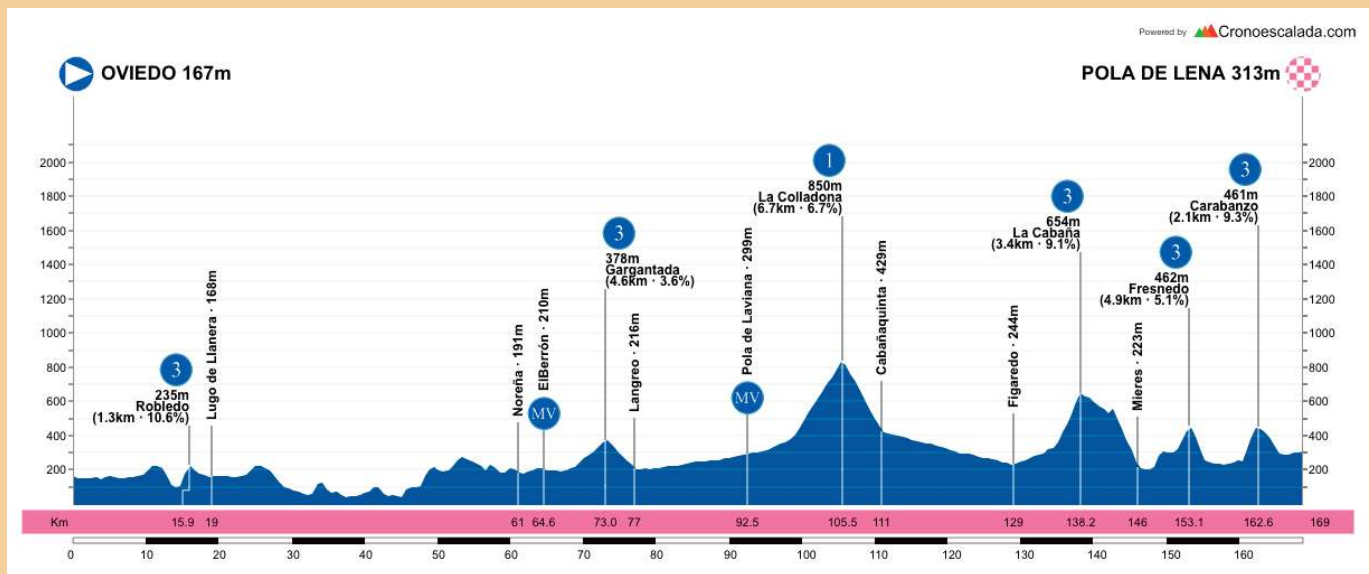 Powered by Cronoescalada.com
OVIEDO 167m
POLA DE LENA 313m
2000
1800
1600
1400
1200
1000
800
600
400
200
3
235m
Robledo
(1.3km · 10.6%)
Lugo de Llanera · 168m
Noreña · 191m
ElBerrón · 210m
MV
3
378m
Gargantada
(4.6km · 3.6%)
Langreo · 216m
Pola de Laviana · 299m
MV
1
850m
La Colladona
(6.7km · 6.7%)
Cabañaquinta · 429m
Figaredo · 244m
3
654m
La Cabaña
(3.4km · 9.1%)
Mieres · 223m
3
462m
Fresnedo
(4.9km · 5.1%)
3
461m
Carabanzo
(2.1km · 9.3%)
2000
1800
1600
1400
1200
1000
800
600
400
200
Km 15.9 19 61 64.6 73.0 77 92.5 105.5 111 129 138.2 146 153.1 162.6 169
0 10 20 30 40 50 60 70 80 90 100 110 120 130 140 150 160